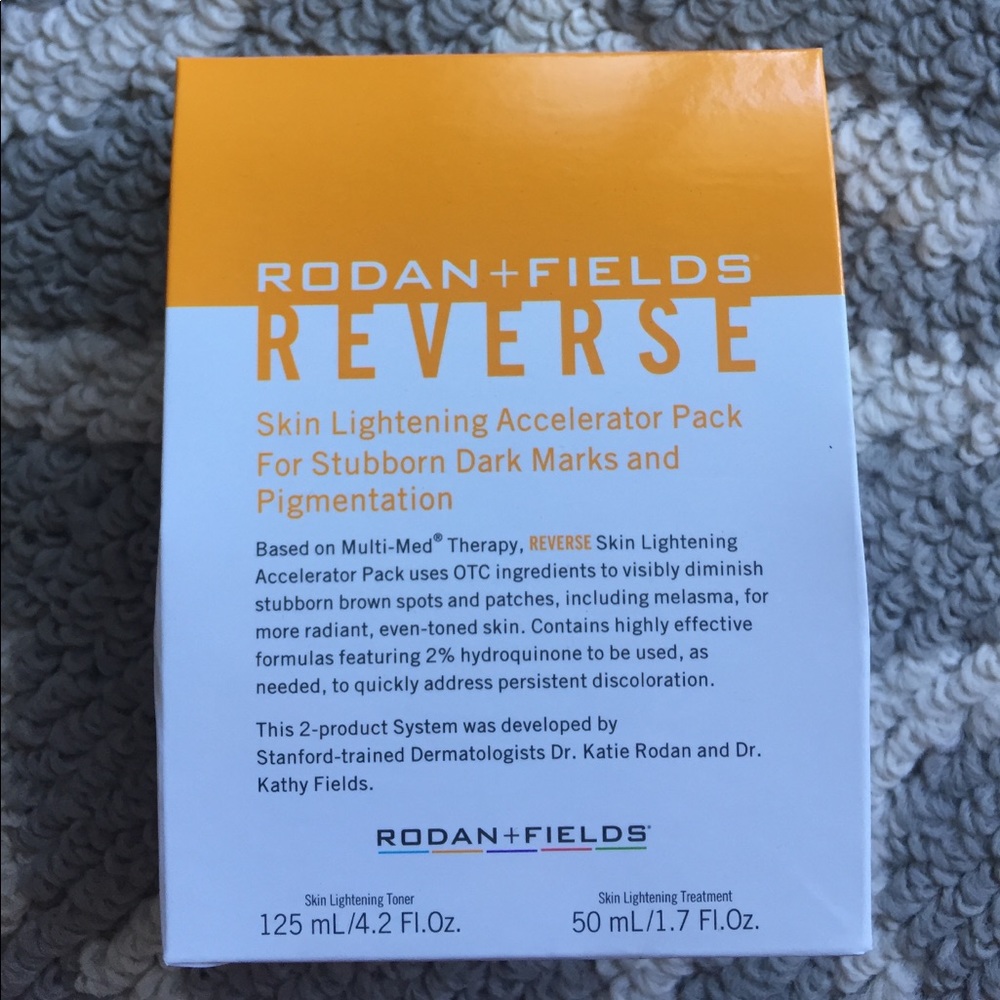 RODAN+FIELDS
REVERSE
Skin Lightening Accelerator Pack
For Stubborn Dark Marks and
Pigmentation
Based on Multi-Med® Therapy, REVERSE Skin Lightening
Accelerator Pack uses OTC ingredients to visibly diminish
stubborn brown spots and patches, including melasma, for
more radiant, even-toned skin. Contains highly effective
formulas featuring 2% hydroquinone to be used, as
needed, to quickly address persistent discoloration.
This 2-product System was developed by
Stanford-trained Dermatologists Dr. Katie Rodan and Dr.
Kathy Fields.
RODAN+FIELDS®
Skin Lightening Toner
125 mL/4.2 Fl.Oz.
Skin Lightening Treatment
50 mL/1.7 Fl.Oz.